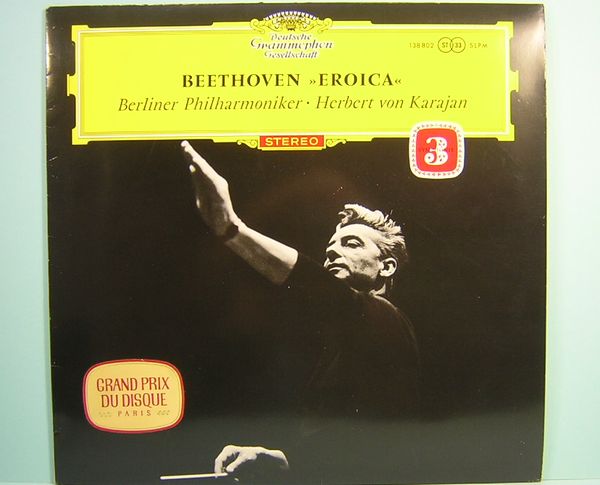 Deutsche
Grammophon
Gesellschaft
138 802 ST 33 SLPM
BEETHOVEN »EROICA«
Berliner Philharmoniker · Herbert von Karajan
STEREO
3
GRAND PRIX
DU DISQUE
PARIS